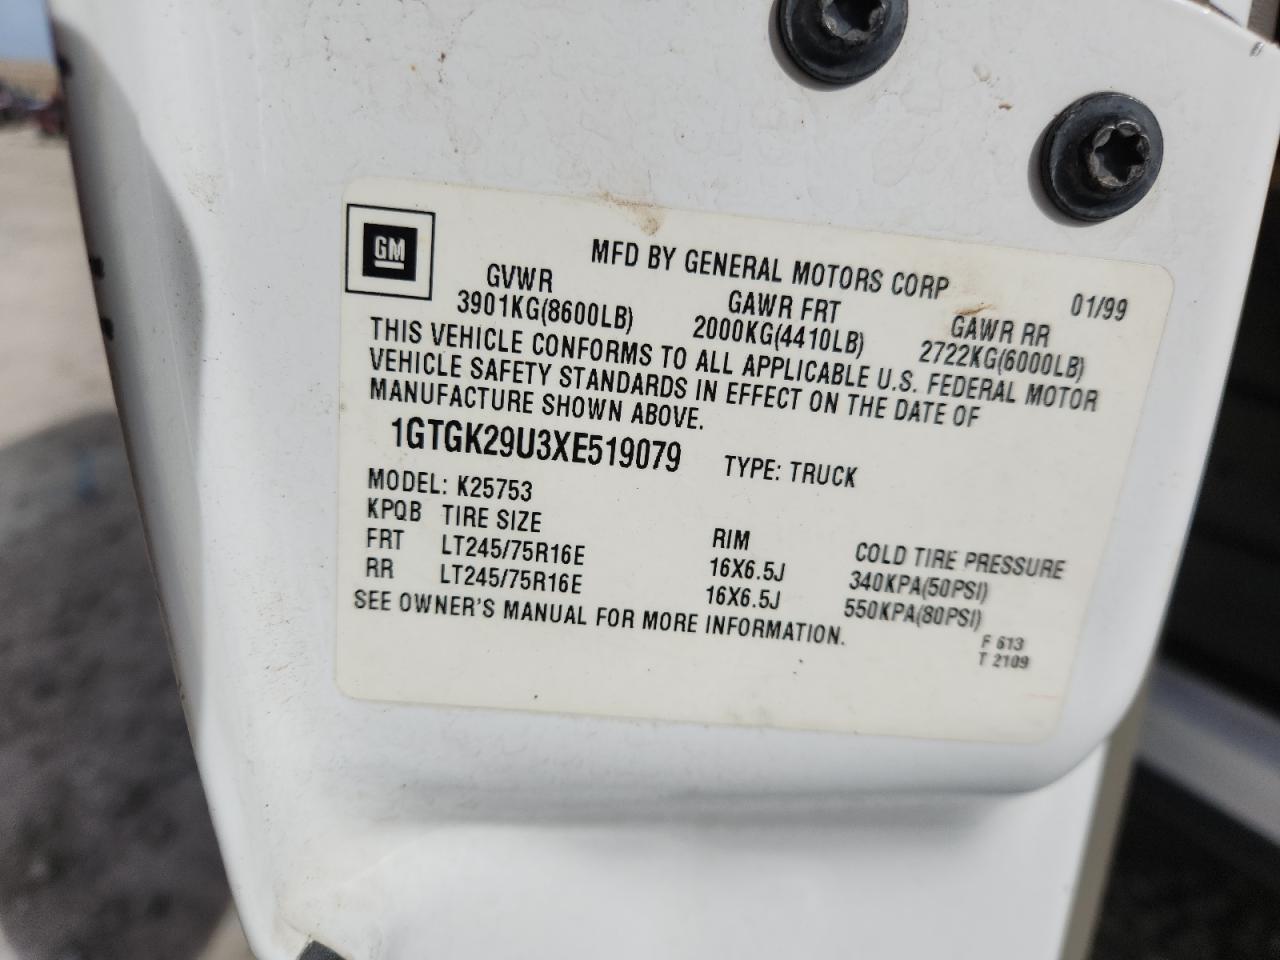 GM
MFD BY GENERAL MOTORS CORP 01/99
GVWR GAWR FRT GAWR RR
3901KG(8600LB) 2000KG(4410LB) 2722KG(6000LB)
THIS VEHICLE CONFORMS TO ALL APPLICABLE U.S. FEDERAL MOTOR
VEHICLE SAFETY STANDARDS IN EFFECT ON THE DATE OF
MANUFACTURE SHOWN ABOVE.
1GTGK29U3XE519079 TYPE: TRUCK
MODEL: K25753
KPQB TIRE SIZE RIM COLD TIRE PRESSURE
FRT LT245/75R16E 16X6.5J 340KPA(50PSI)
RR LT245/75R16E 16X6.5J 550KPA(80PSI)
SEE OWNER'S MANUAL FOR MORE INFORMATION.
F 613
T 2109